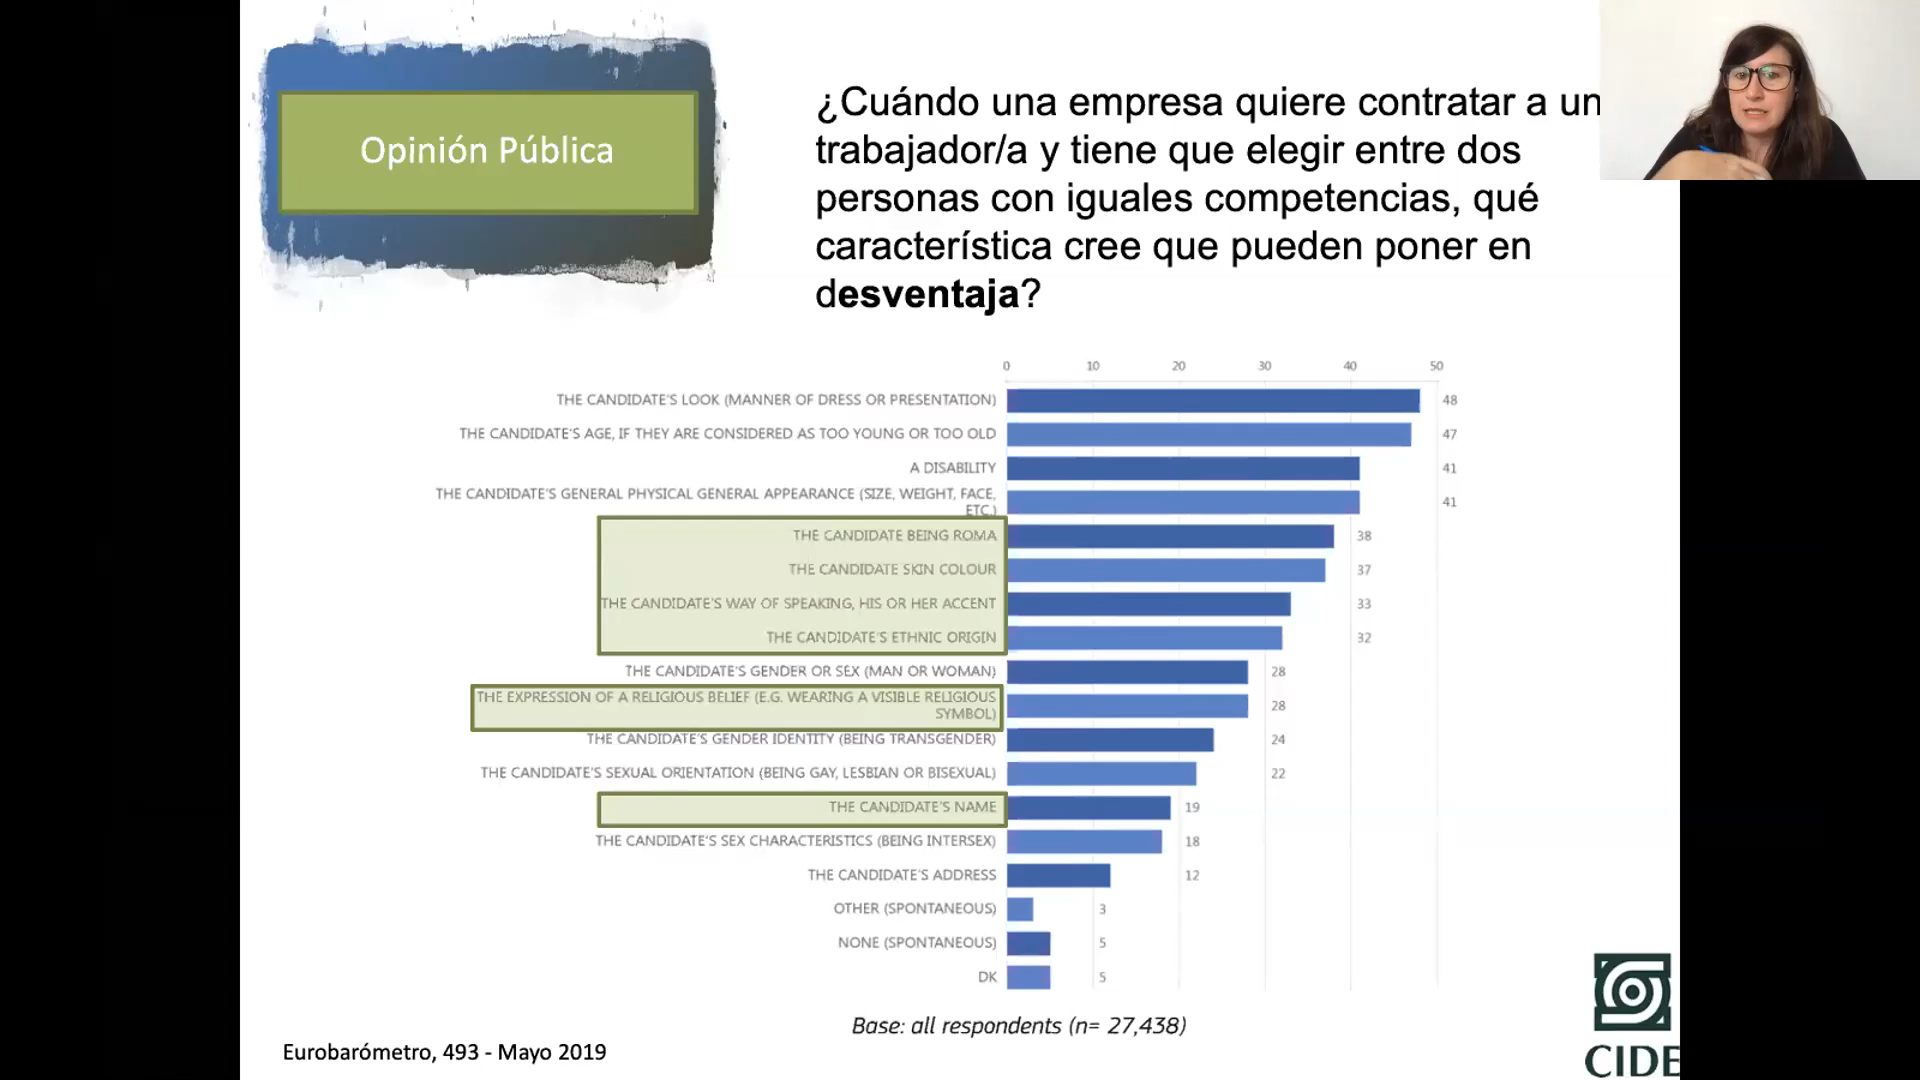 Opinión Pública
¿Cuándo una empresa quiere contratar a un
trabajador/a y tiene que elegir entre dos
personas con iguales competencias, qué
característica cree que pueden poner en
desventaja?
0 10 20 30 40 50
THE CANDIDATE'S LOOK (MANNER OF DRESS OR PRESENTATION) 48
THE CANDIDATE'S AGE, IF THEY ARE CONSIDERED AS TOO YOUNG OR TOO OLD 47
A DISABILITY 41
THE CANDIDATE'S GENERAL PHYSICAL GENERAL APPEARANCE (SIZE, WEIGHT, FACE,
ETC.) 41
THE CANDIDATE BEING ROMA 38
THE CANDIDATE SKIN COLOUR 37
THE CANDIDATE'S WAY OF SPEAKING, HIS OR HER ACCENT 33
THE CANDIDATE'S ETHNIC ORIGIN 32
THE CANDIDATE'S GENDER OR SEX (MAN OR WOMAN) 28
THE EXPRESSION OF A RELIGIOUS BELIEF (E.G. WEARING A VISIBLE RELIGIOUS
SYMBOL) 28
THE CANDIDATE'S GENDER IDENTITY (BEING TRANSGENDER) 24
THE CANDIDATE'S SEXUAL ORIENTATION (BEING GAY, LESBIAN OR BISEXUAL) 22
THE CANDIDATE'S NAME 19
THE CANDIDATE'S SEX CHARACTERISTICS (BEING INTERSEX) 18
THE CANDIDATE'S ADDRESS 12
OTHER (SPONTANEOUS) 3
NONE (SPONTANEOUS) 5
DK 5
Base: all respondents (n= 27,438)
Eurobarómetro, 493 - Mayo 2019
CIDE